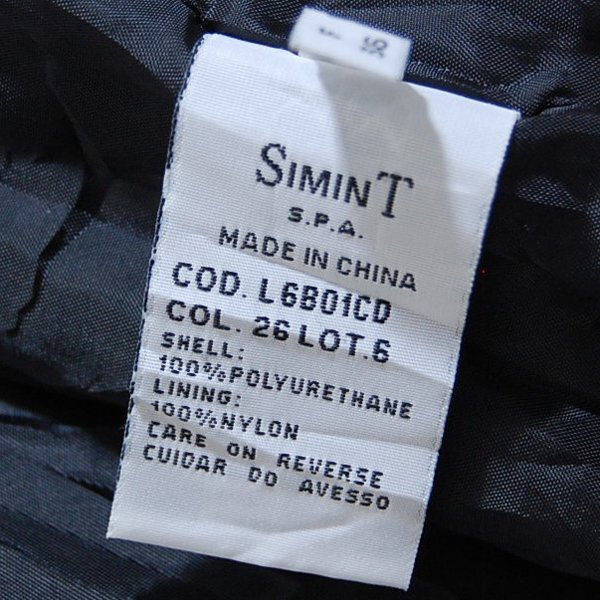 SIMINT
S.P.A.
MADE IN CHINA
COD. L6B01CD
COL. 26 LOT.6
SHELL:
100%POLYURETHANE
LINING:
100%NYLON
CARE ON REVERSE
CUIDAR DO AVESSO